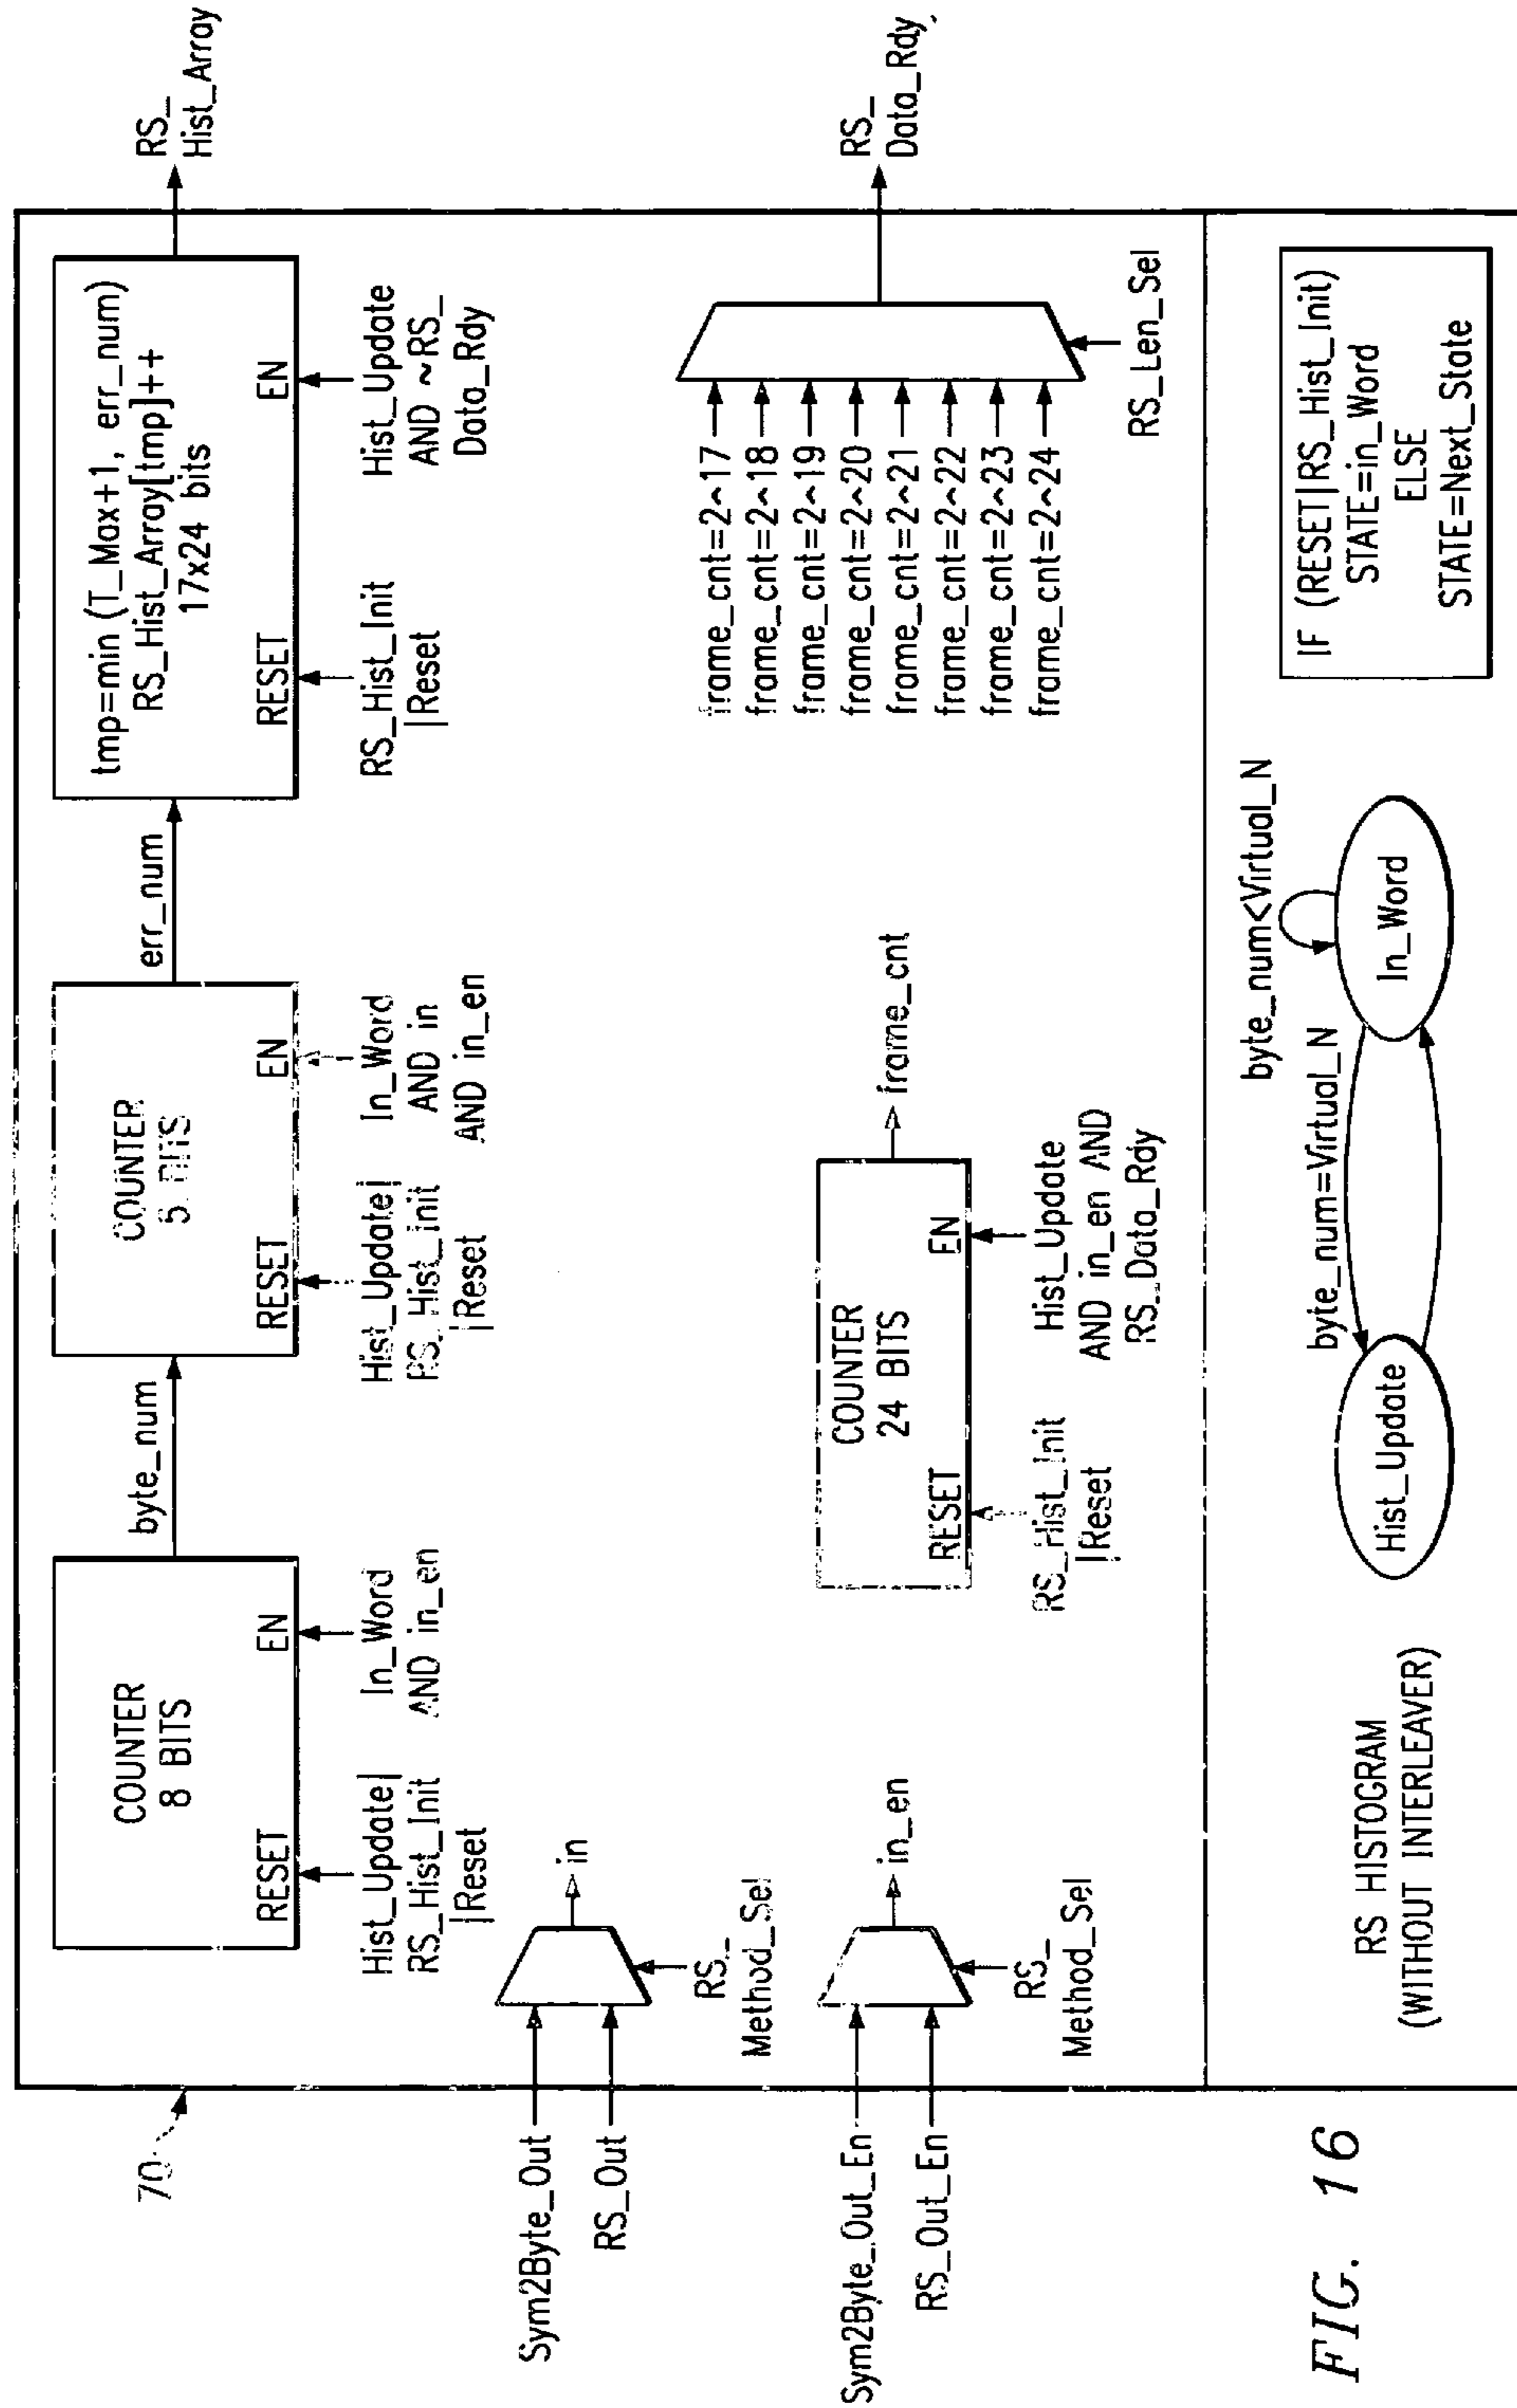 70
COUNTER
8 BITS
RESET
EN
Hist_Update|
RS_Hist_Init
|Reset
In_Word
AND in_en
byte_num
COUNTER
5 BITS
RESET
EN
Hist_Update|
RS_Hist_Init
|Reset
In_Word
AND in
AND in_en
err_num
tmp=min (T_Max+1, err_num)
RS_Hist_Array[tmp]++
17x24 bits
RESET
EN
RS_Hist_Init
|Reset
Hist_Update
AND ~RS_
Data_Rdy
RS_
Hist_Array
Sym2Byte_Out
RS_Out
in
RS_
Method_Sel
Sym2Byte_Out_En
RS_Out_En
in_en
RS_
Method_Sel
COUNTER
24 BITS
RESET
EN
RS_Hist_Init
|Reset
Hist_Update
AND in_en AND
RS_Data_Rdy
frame_cnt
frame_cnt=2^17
frame_cnt=2^18
frame_cnt=2^19
frame_cnt=2^20
frame_cnt=2^21
frame_cnt=2^22
frame_cnt=2^23
frame_cnt=2^24
RS_Len_Sel
RS_
Data_Rdy
RS HISTOGRAM
(WITHOUT INTERLEAVER)
Hist_Update
byte_num=Virtual_N
In_Word
byte_num<Virtual_N
IF (RESET|RS_Hist_Init)
STATE=in_Word
ELSE
STATE=Next_State
FIG. 16